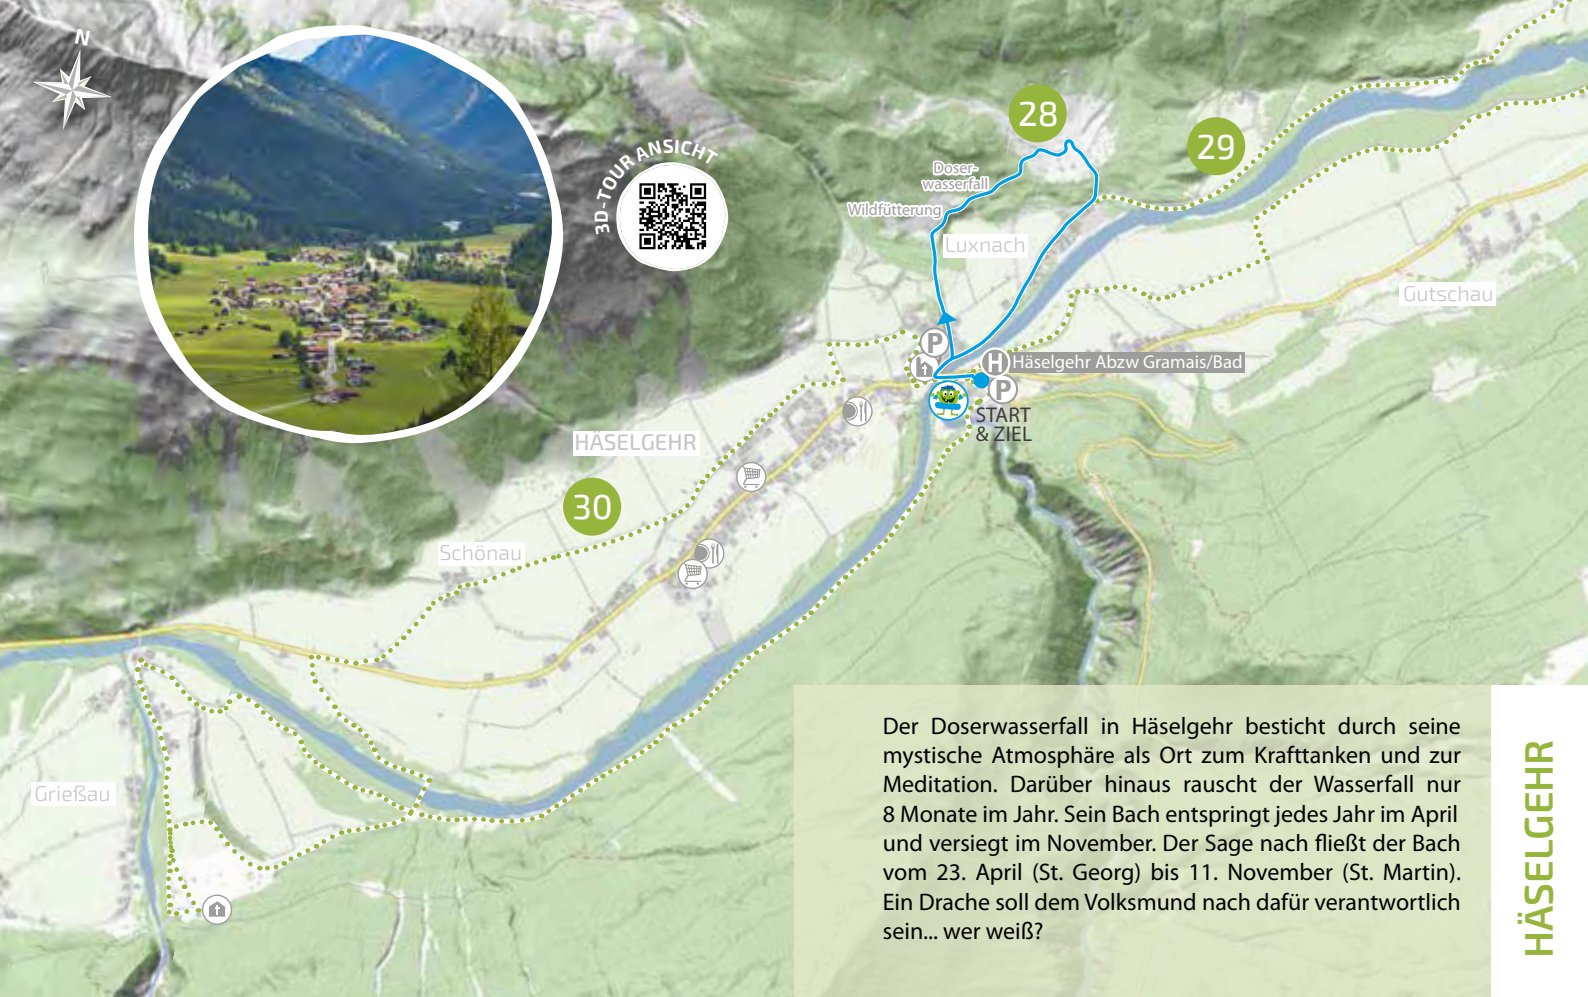 N
3D-TOUR ANSICHT
28
29
Doser-
wasserfall
Wildfütterung
Luxnach
Gutschau
P
H Häselgehr Abzw Gramais/Bad
P
START
& ZIEL
HÄSELGEHR
30
Schönau
Grießau
Der Doserwasserfall in Häselgehr besticht durch seine
mystische Atmosphäre als Ort zum Krafttanken und zur
Meditation. Darüber hinaus rauscht der Wasserfall nur
8 Monate im Jahr. Sein Bach entspringt jedes Jahr im April
und versiegt im November. Der Sage nach fließt der Bach
vom 23. April (St. Georg) bis 11. November (St. Martin).
Ein Drache soll dem Volksmund nach dafür verantwortlich
sein... wer weiß?
HÄSELGEHR